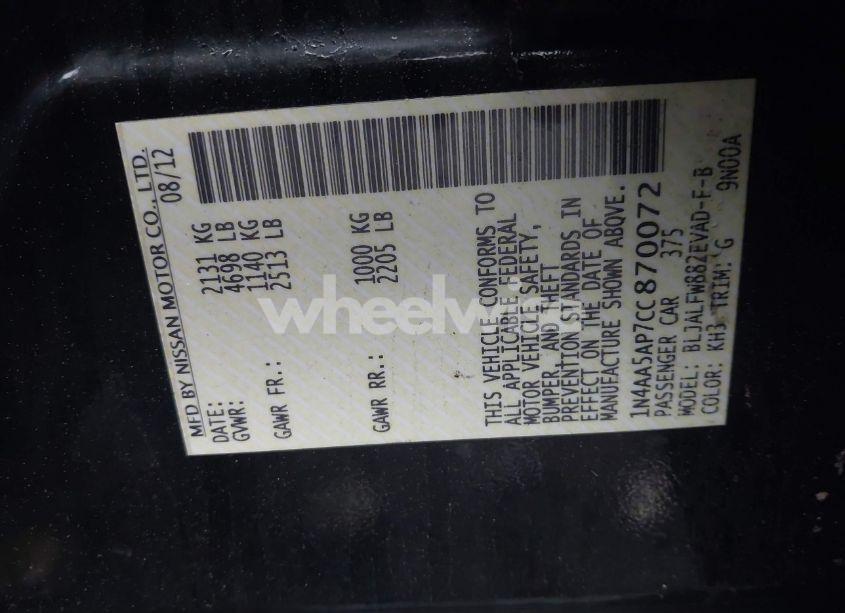 MFD BY NISSAN MOTOR CO., LTD.
DATE: 08/12
GVWR: 2131 KG
4698 LB
GAWR FR.: 1140 KG
2513 LB
GAWR RR.: 1000 KG
2205 LB
THIS VEHICLE CONFORMS TO
ALL APPLICABLE FEDERAL
MOTOR VEHICLE SAFETY,
BUMPER, AND THEFT
PREVENTION STANDARDS IN
EFFECT ON THE DATE OF
MANUFACTURE SHOWN ABOVE.
1N4AA5AP7CC870072
PASSENGER CAR 375
MODEL: BLJALFW882EVAD-F-B
COLOR: KH3 TRIM: G 9N00A
wheelwise